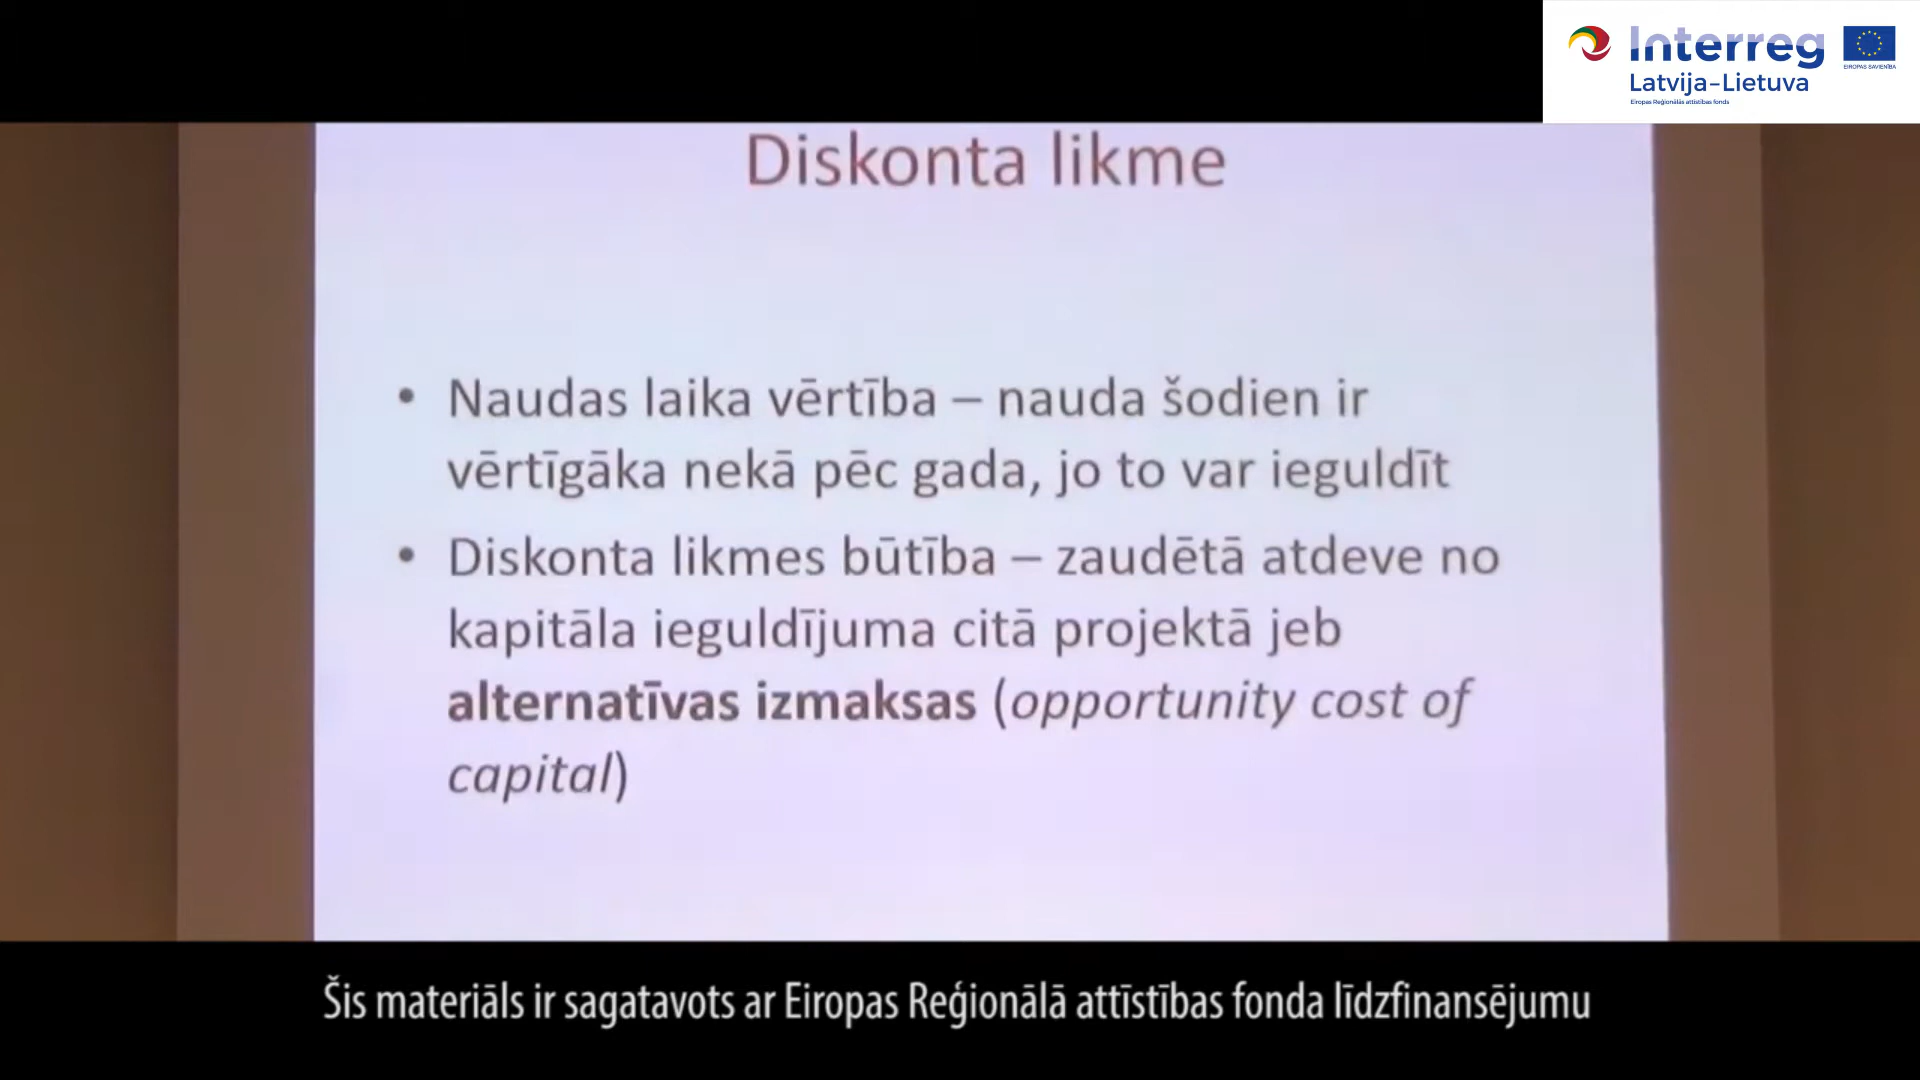 Interreg
EIROPAS SAVIENĪBA
Latvija–Lietuva
Eiropas Reģionālās attīstības fonds
Diskonta likme
• Naudas laika vērtība – nauda šodien ir
vērtīgāka nekā pēc gada, jo to var ieguldīt
• Diskonta likmes būtība – zaudētā atdeve no
kapitāla ieguldījuma citā projektā jeb
alternatīvas izmaksas (opportunity cost of
capital)
Šis materiāls ir sagatavots ar Eiropas Reģionālā attīstības fonda līdzfinansējumu